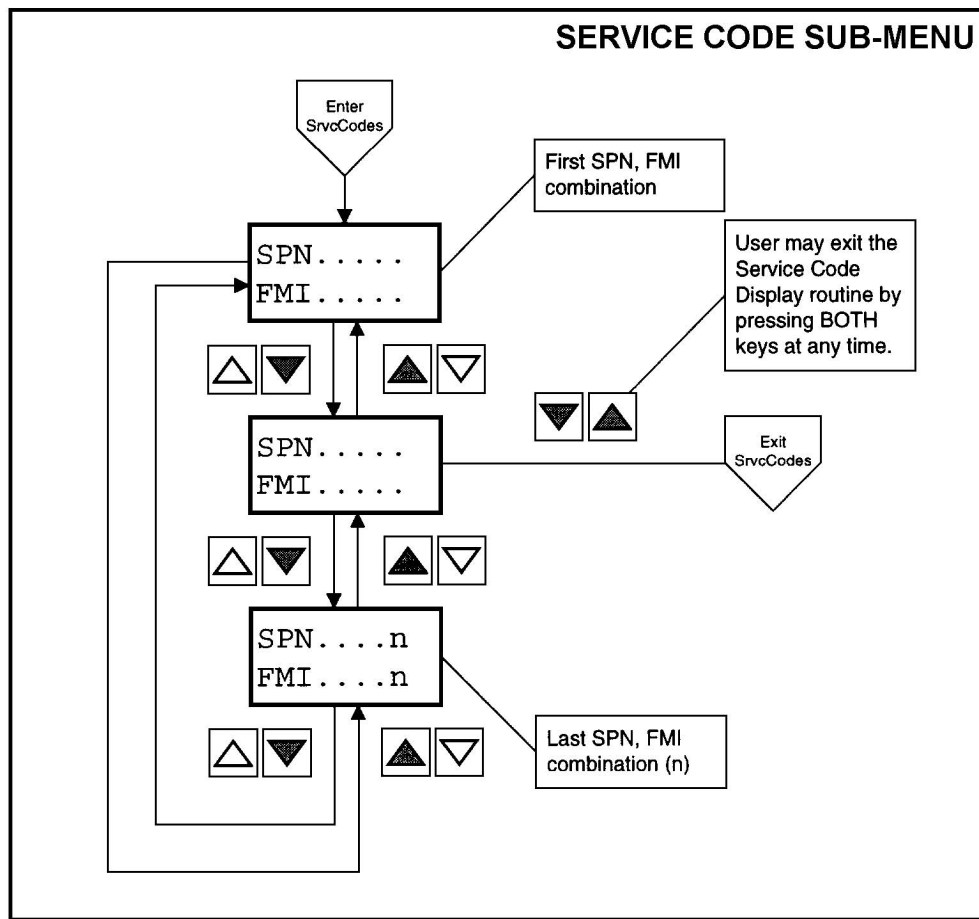 SERVICE CODE SUB-MENU
Enter
SrvcCodes
First SPN, FMI
combination
SPN.....
FMI.....
User may exit the
Service Code
Display routine by
pressing BOTH
keys at any time.
SPN.....
FMI.....
Exit
SrvcCodes
SPN....n
FMI....n
Last SPN, FMI
combination (n)